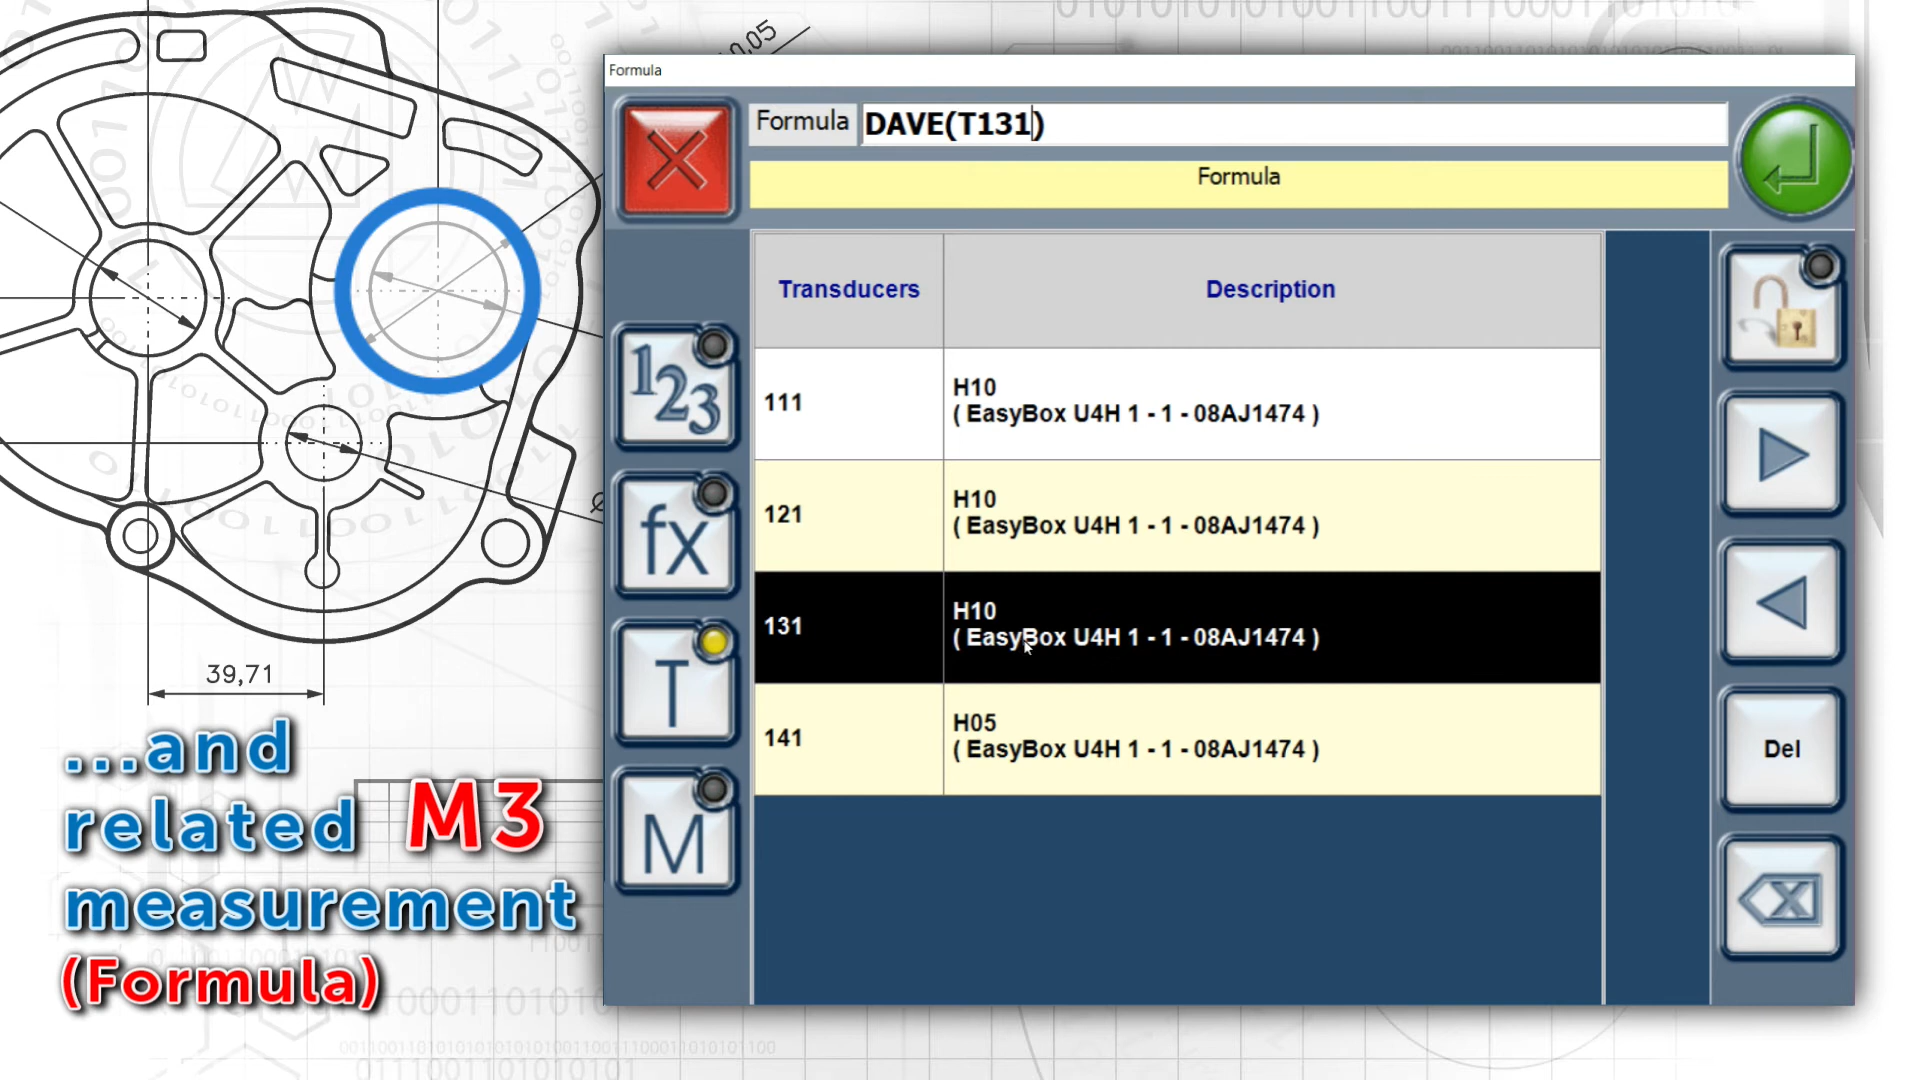 0,05
39,71
...and
related M3
measurement
(Formula)
Formula
Formula DAVE(T131)
Formula
Transducers Description
111 H10
( EasyBox U4H 1 - 1 - 08AJ1474 )
121 H10
( EasyBox U4H 1 - 1 - 08AJ1474 )
131 H10
( EasyBox U4H 1 - 1 - 08AJ1474 )
141 H05
( EasyBox U4H 1 - 1 - 08AJ1474 )
123
fx
T
M
Del